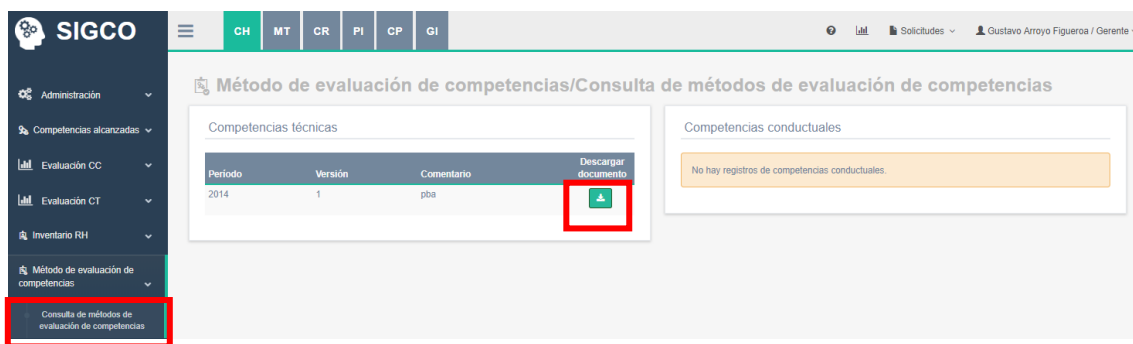 SIGCO
CH MT CR PI CP GI
Solicitudes
Gustavo Arroyo Figueroa / Gerente
Administración
Competencias alcanzadas
Evaluación CC
Evaluación CT
Inventario RH
Método de evaluación de
competencias
Consulta de métodos de
evaluación de competencias
Método de evaluación de competencias/Consulta de métodos de evaluación de competencias
Competencias técnicas
Período Versión Comentario Descargar documento
2014 1 pba
Competencias conductuales
No hay registros de competencias conductuales.